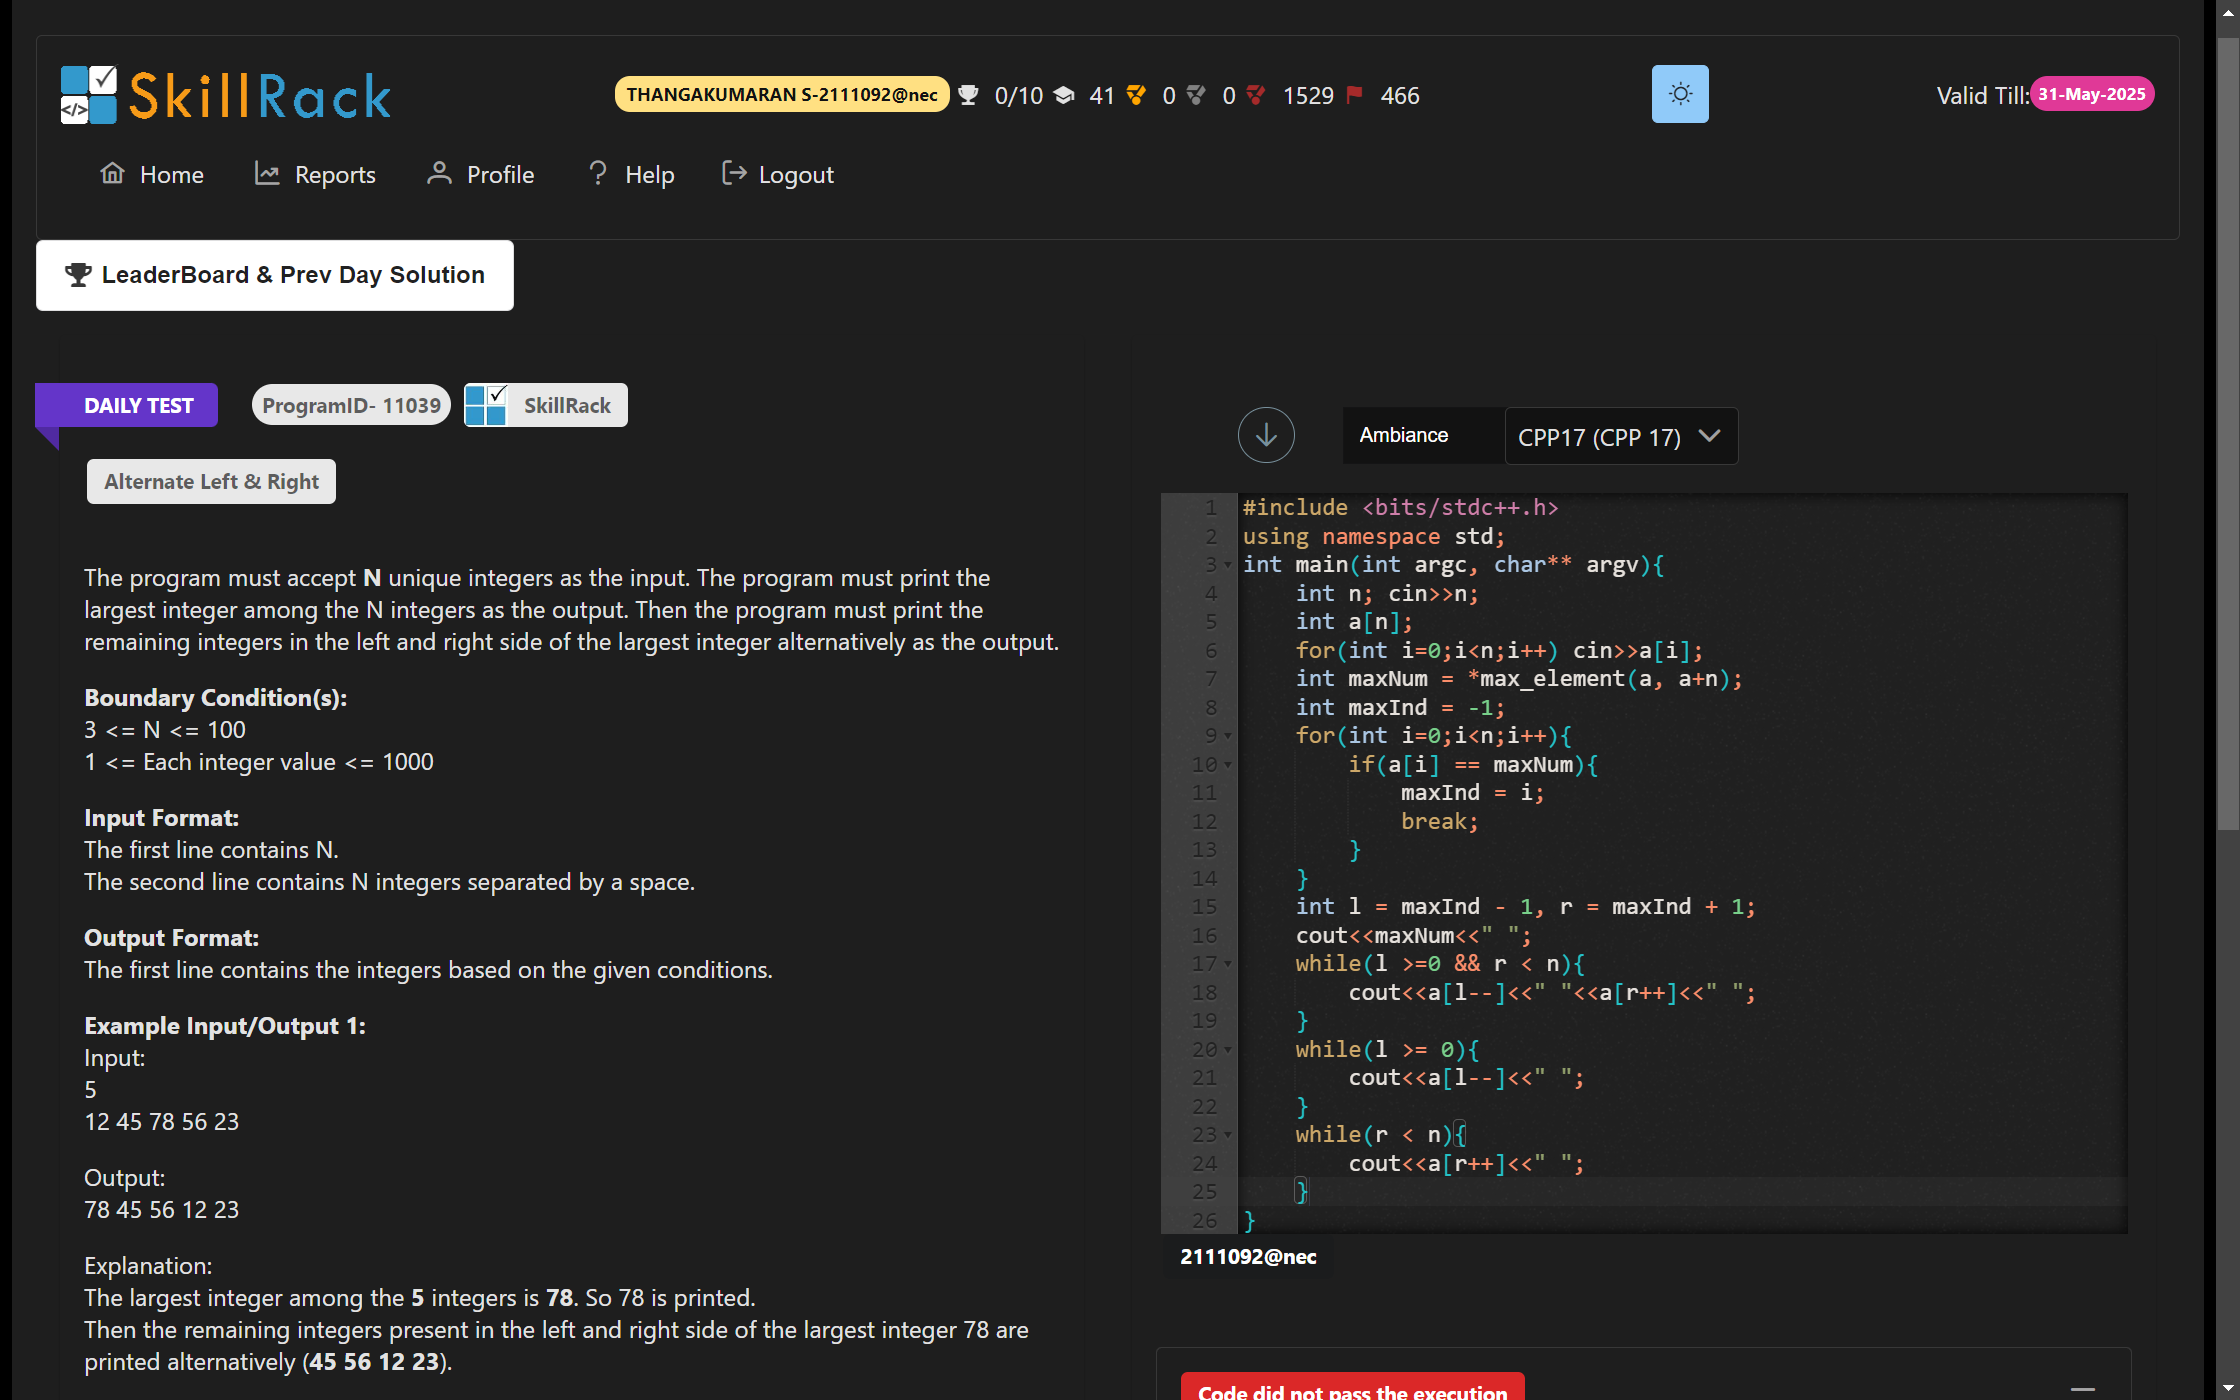 SkillRack
THANGAKUMARAN S-2111092@nec 0/10 41 0 0 1529 466
Valid Till: 31-May-2025
Home Reports Profile Help Logout
LeaderBoard & Prev Day Solution
DAILY TEST ProgramID- 11039 SkillRack
Alternate Left & Right
The program must accept N unique integers as the input. The program must print the
largest integer among the N integers as the output. Then the program must print the
remaining integers in the left and right side of the largest integer alternatively as the output.
Boundary Condition(s):
3 <= N <= 100
1 <= Each integer value <= 1000
Input Format:
The first line contains N.
The second line contains N integers separated by a space.
Output Format:
The first line contains the integers based on the given conditions.
Example Input/Output 1:
Input:
5
12 45 78 56 23
Output:
78 45 56 12 23
Explanation:
The largest integer among the 5 integers is 78. So 78 is printed.
Then the remaining integers present in the left and right side of the largest integer 78 are
printed alternatively (45 56 12 23).
Ambiance CPP17 (CPP 17)
1 #include <bits/stdc++.h>
2 using namespace std;
3 int main(int argc, char** argv){
4     int n; cin>>n;
5     int a[n];
6     for(int i=0;i<n;i++) cin>>a[i];
7     int maxNum = *max_element(a, a+n);
8     int maxInd = -1;
9     for(int i=0;i<n;i++){
10         if(a[i] == maxNum){
11             maxInd = i;
12             break;
13         }
14     }
15     int l = maxInd - 1, r = maxInd + 1;
16     cout<<maxNum<<" ";
17     while(l >=0 && r < n){
18         cout<<a[l--]<<" "<<a[r++]<<" ";
19     }
20     while(l >= 0){
21         cout<<a[l--]<<" ";
22     }
23     while(r < n){
24         cout<<a[r++]<<" ";
25     }
26 }
2111092@nec
Code did not pass the execution